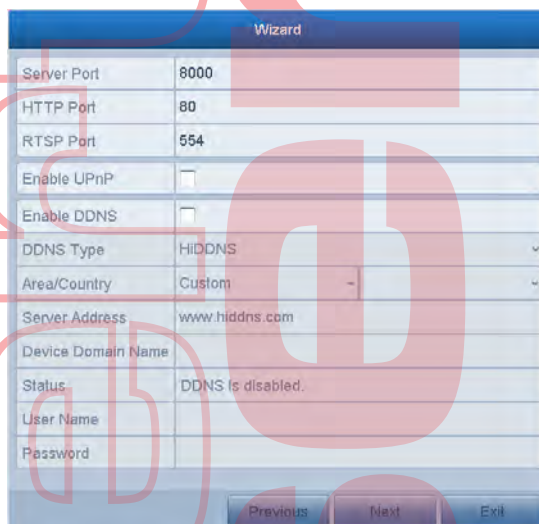 Wizard
Server Port 8000
HTTP Port 80
RTSP Port 554
Enable UPnP
Enable DDNS
DDNS Type HiDDNS
Area/Country Custom
Server Address www.hiddns.com
Device Domain Name
Status DDNS is disabled.
User Name
Password
Previous Next Exit